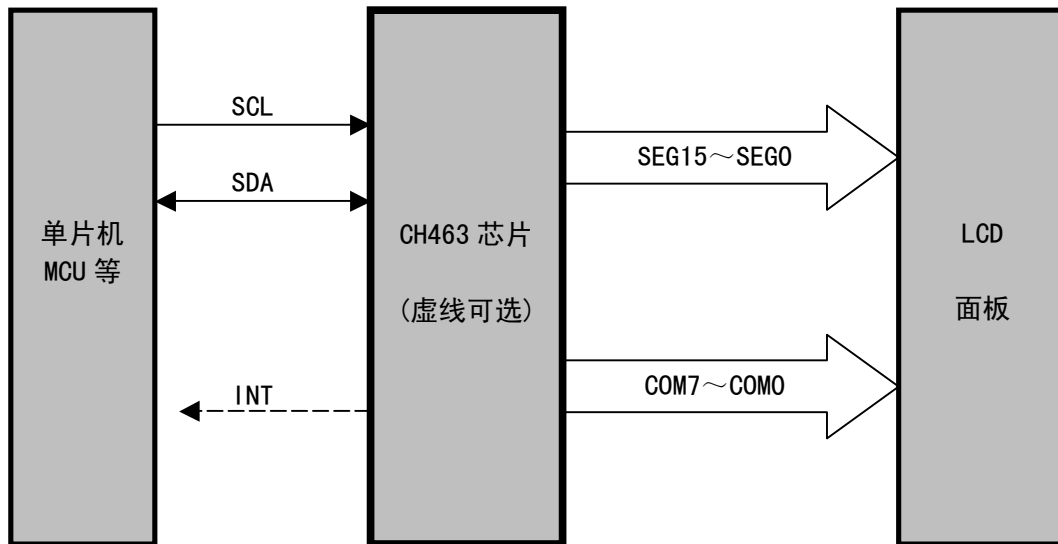 单片机
MCU 等
SCL
SDA
INT
CH463 芯片
(虚线可选)
SEG15～SEG0
COM7～COM0
LCD
面板